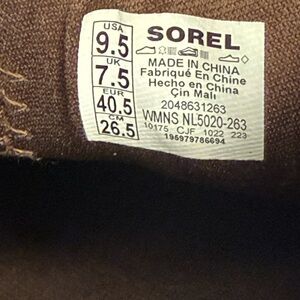 USA
9.5
UK
7.5
EUR
40.5
CM
26.5
SOREL
MADE IN CHINA
Fabriqué En Chine
Hecho en China
Çin Malı
2048631263
WMNS NL5020-263
10175 CJF 1022 223
195979786694